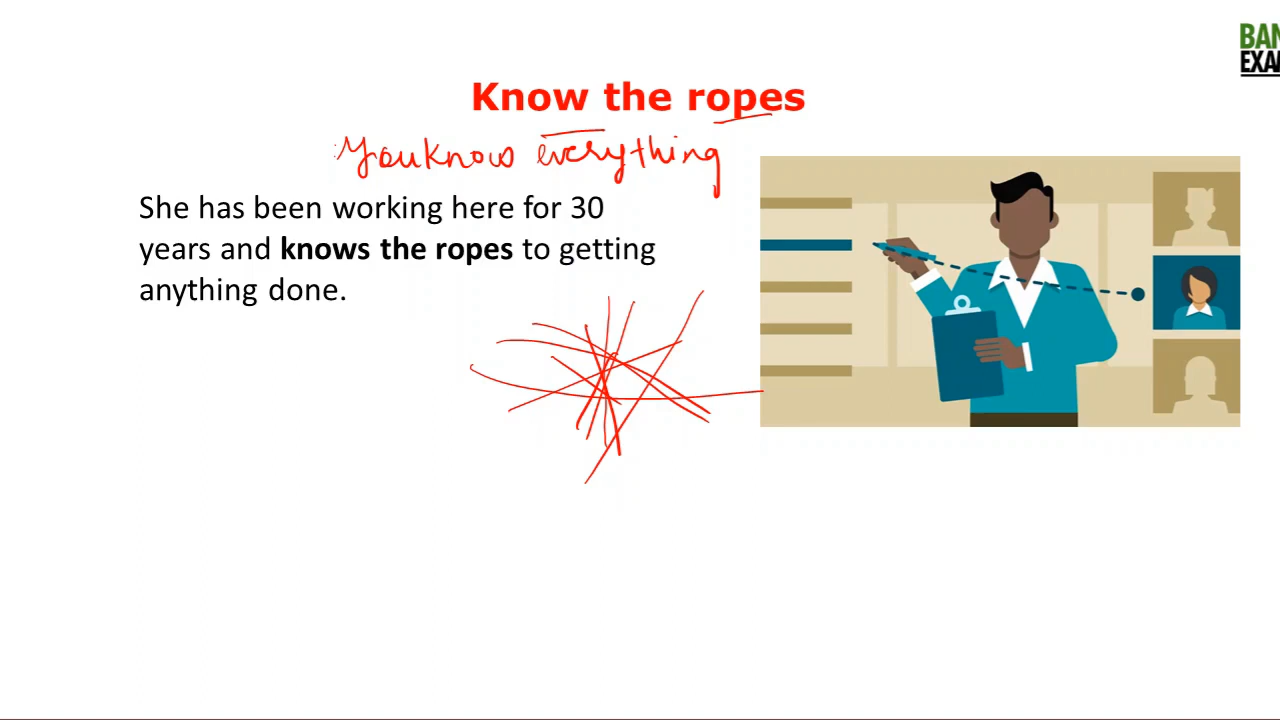 BAN
EXA
Know the ropes
You know everything
She has been working here for 30
years and knows the ropes to getting
anything done.